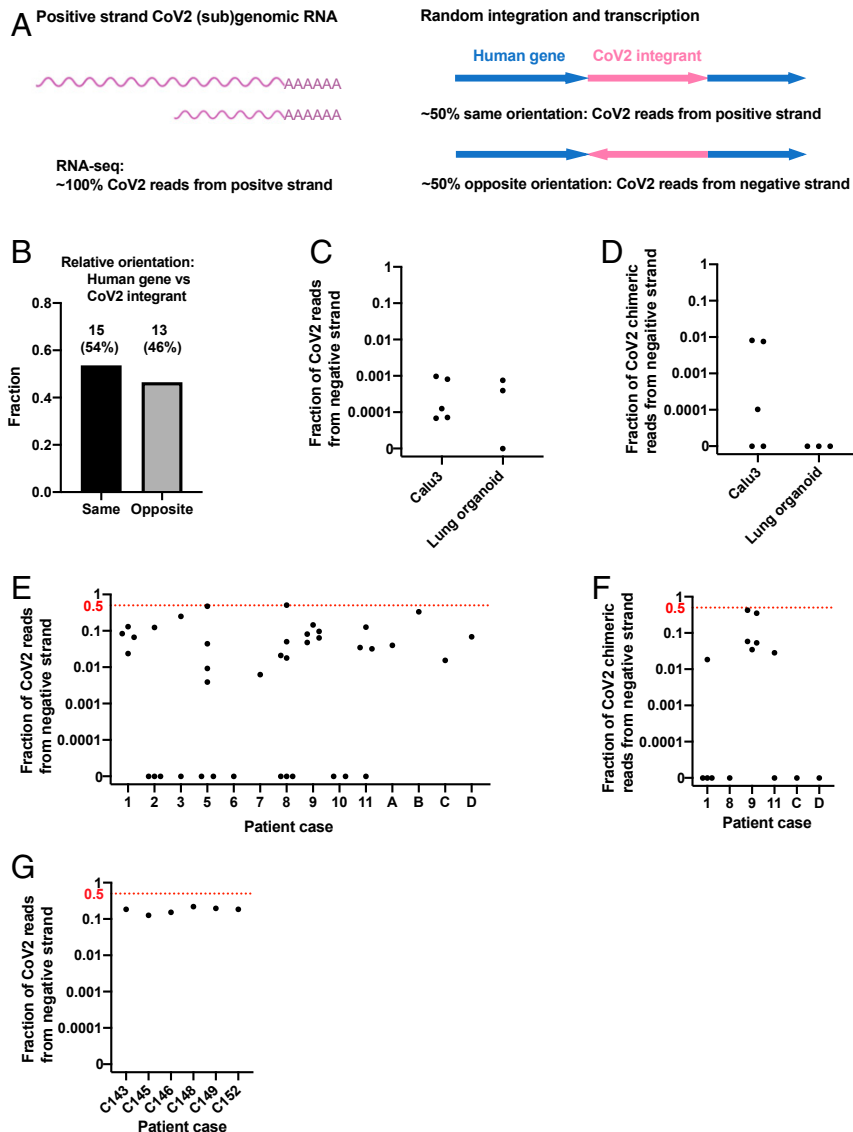 A
Positive strand CoV2 (sub)genomic RNA
AAAAAA
AAAAAA
RNA-seq:
~100% CoV2 reads from positve strand
Random integration and transcription
Human gene
CoV2 integrant
~50% same orientation: CoV2 reads from positive strand
~50% opposite orientation: CoV2 reads from negative strand
B
Relative orientation:
Human gene vs
CoV2 integrant
Fraction
0.8
0.6
0.4
0.2
0.0
15
(54%)
13
(46%)
Same
Opposite
C
Fraction of CoV2 reads
from negative strand
1
0.1
0.01
0.001
0.0001
0
Calu3
Lung organoid
D
Fraction of CoV2 chimeric
reads from negaitive strand
1
0.1
0.01
0.001
0.0001
0
Calu3
Lung organoid
E
Fraction of CoV2 reads
from negative strand
1
0.5
0.1
0.01
0.001
0.0001
0
1 2 3 5 6 7 8 9 10 11 A B C D
Patient case
F
Fraction of CoV2 chimeric
reads from negative strand
1
0.5
0.1
0.01
0.001
0.0001
0
1 8 9 11 C D
Patient case
G
Fraction of CoV2 reads
from negative strand
1
0.5
0.1
0.01
0.001
0.0001
0
C143 C145 C146 C148 C149 C152
Patient case